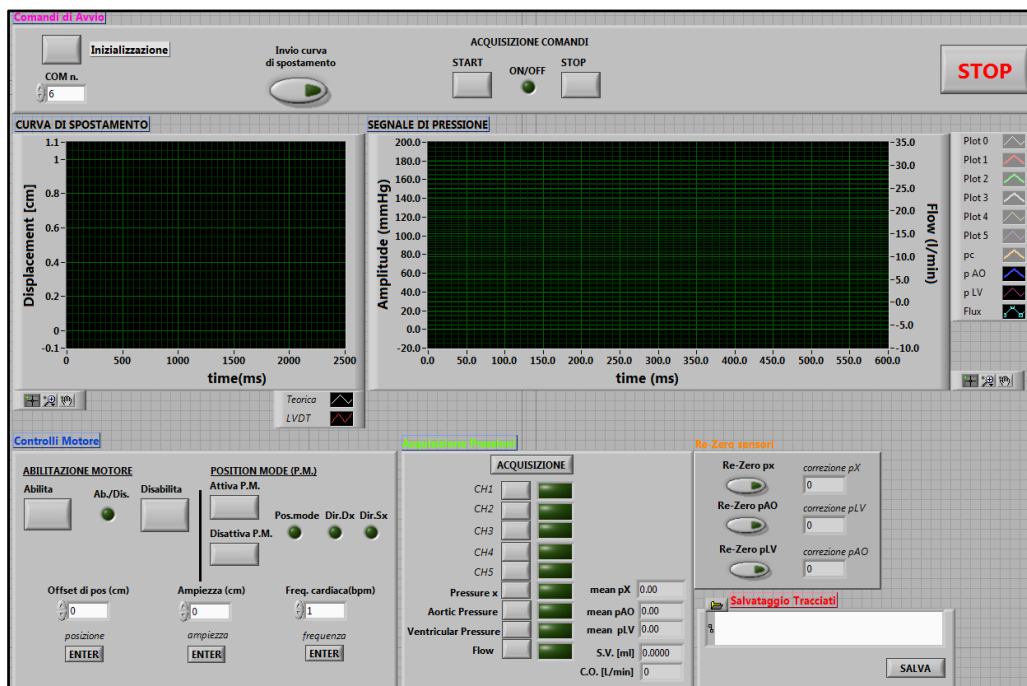 Comandi di Avvio
Inizializzazione
COM n.
6
Invio curva
di spostamento
ACQUISIZIONE COMANDI
START
ON/OFF
STOP
STOP
CURVA DI SPOSTAMENTO
Displacement [cm]
1.1
1
0.8
0.6
0.4
0.2
0
-0.1
0
500
1000
1500
2000
2500
time(ms)
Teorica
LVDT
SEGNALE DI PRESSIONE
Amplitude (mmHg)
200.0
180.0
160.0
140.0
120.0
100.0
80.0
60.0
40.0
20.0
0.0
-20.0
0.0
50.0
100.0
150.0
200.0
250.0
300.0
350.0
400.0
450.0
500.0
550.0
600.0
time (ms)
35.0
30.0
25.0
20.0
15.0
10.0
5.0
0.0
-5.0
-10.0
Flow (l/min)
Plot 0
Plot 1
Plot 2
Plot 3
Plot 4
Plot 5
pc
p AO
p LV
Flux
Controlli Motore
ABILITAZIONE MOTORE
Abilita
Ab./Dis.
Disabilita
POSITION MODE (P.M.)
Attiva P.M.
Disattiva P.M.
Pos.mode
Dir.Dx
Dir.Sx
Offset di pos (cm)
0
posizione
ENTER
Ampiezza (cm)
0
ampiezza
ENTER
Freq. cardiaca(bpm)
1
frequenza
ENTER
Acquisizione Pressioni
ACQUISIZIONE
CH1
CH2
CH3
CH4
CH5
Pressure x
Aortic Pressure
Ventricular Pressure
Flow
mean pX
0.00
mean pAO
0.00
mean pLV
0.00
S.V. [ml]
0.0000
C.O. [L/min]
0
Re-Zero sensori
Re-Zero px
correzione pX
0
Re-Zero pAO
correzione pLV
0
Re-Zero pLV
correzione pAO
0
Salvataggio Tracciati
SALVA